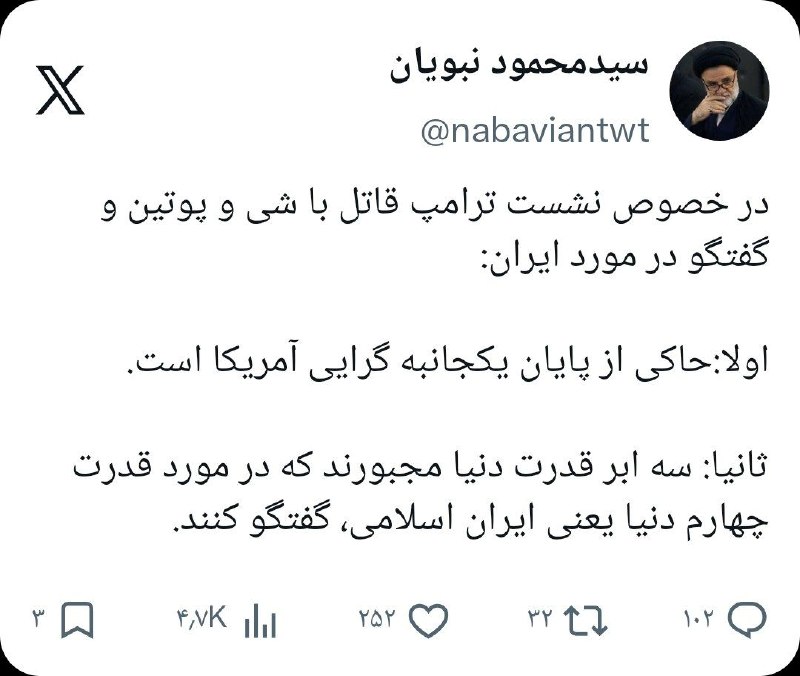 سیدمحمود نبویان
@nabaviantwt
در خصوص نشست ترامپ قاتل با شی و پوتین و
گفتگو در مورد ایران:
اولا:حاکی از پایان یکجانبه گرایی آمریکا است.
ثانیا: سه ابر قدرت دنیا مجبورند که در مورد قدرت
چهارم دنیا یعنی ایران اسلامی، گفتگو کنند.
۱۰۲ ۳۲ ۲۵۲ ۴٫۷K ۳